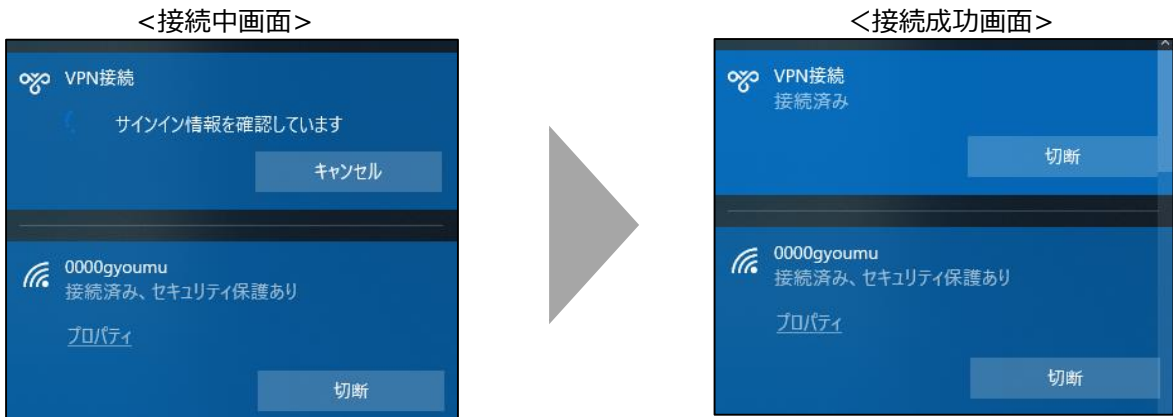 <接続中画面>
VPN接続
サインイン情報を確認しています
キャンセル
0000gyoumu
接続済み、セキュリティ保護あり
プロパティ
切断
＜接続成功画面>
VPN接続
接続済み
切断
0000gyoumu
接続済み、セキュリティ保護あり
プロパティ
切断